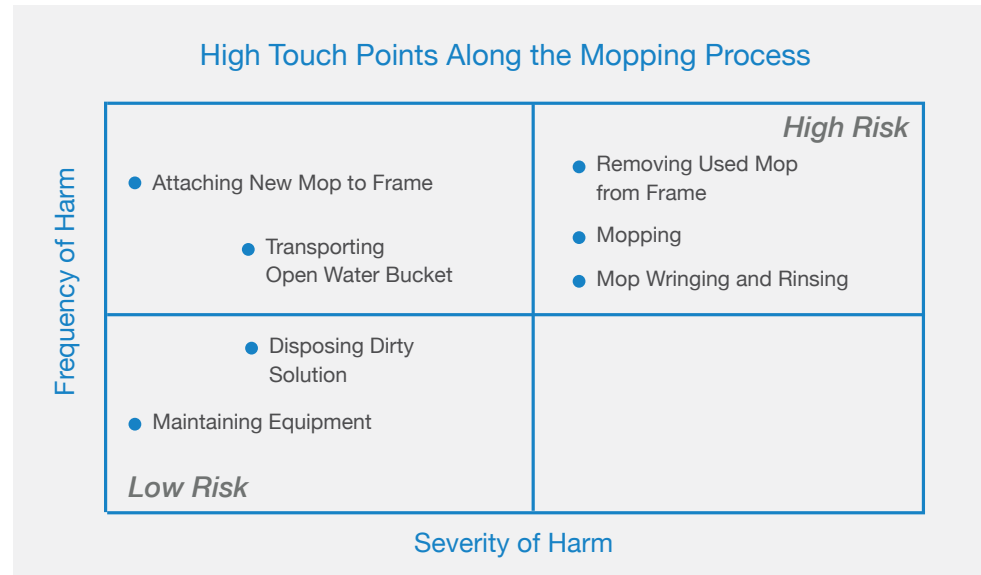 High Touch Points Along the Mopping Process
Frequency of Harm
High Risk
Attaching New Mop to Frame
Transporting
Open Water Bucket
Removing Used Mop
from Frame
Mopping
Mop Wringing and Rinsing
Disposing Dirty
Solution
Maintaining Equipment
Low Risk
Severity of Harm